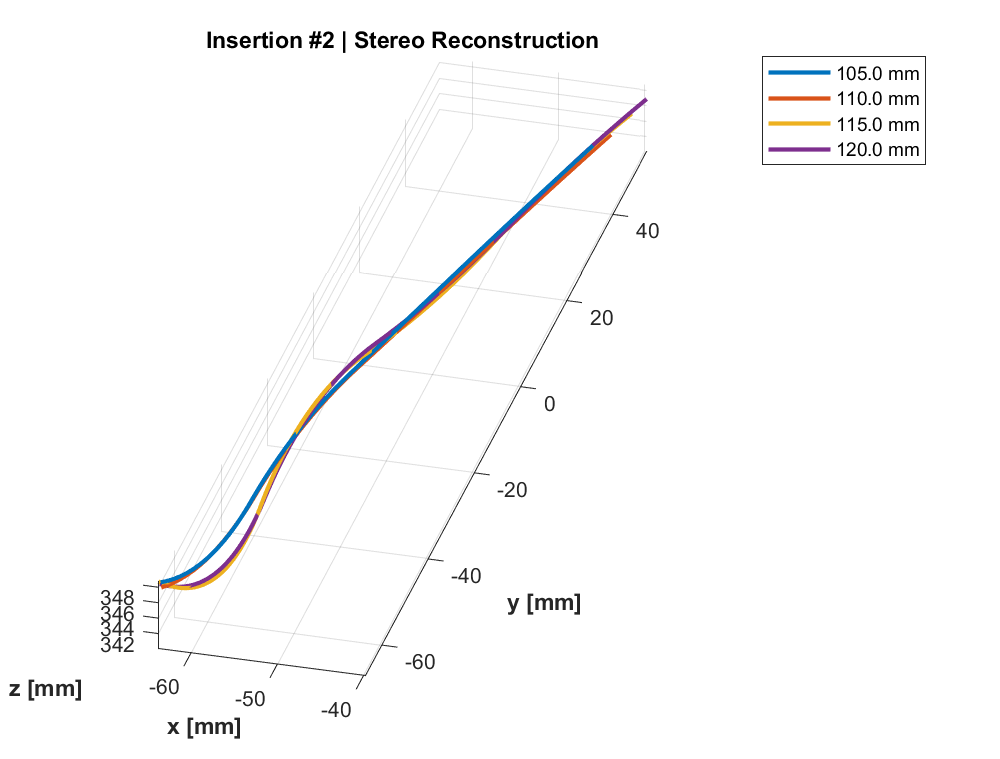 Insertion #2 | Stereo Reconstruction
105.0 mm
110.0 mm
115.0 mm
120.0 mm
40
20
0
-20
-40
-60
y [mm]
348
346
344
342
z [mm]
-60
-50
-40
x [mm]